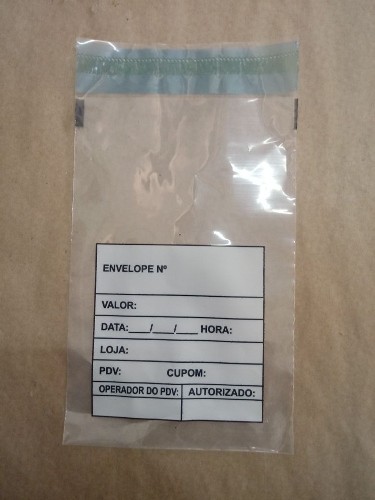 ENVELOPE Nº
VALOR:
DATA:___/___/___ HORA:
LOJA:
PDV: CUPOM:
OPERADOR DO PDV: AUTORIZADO: